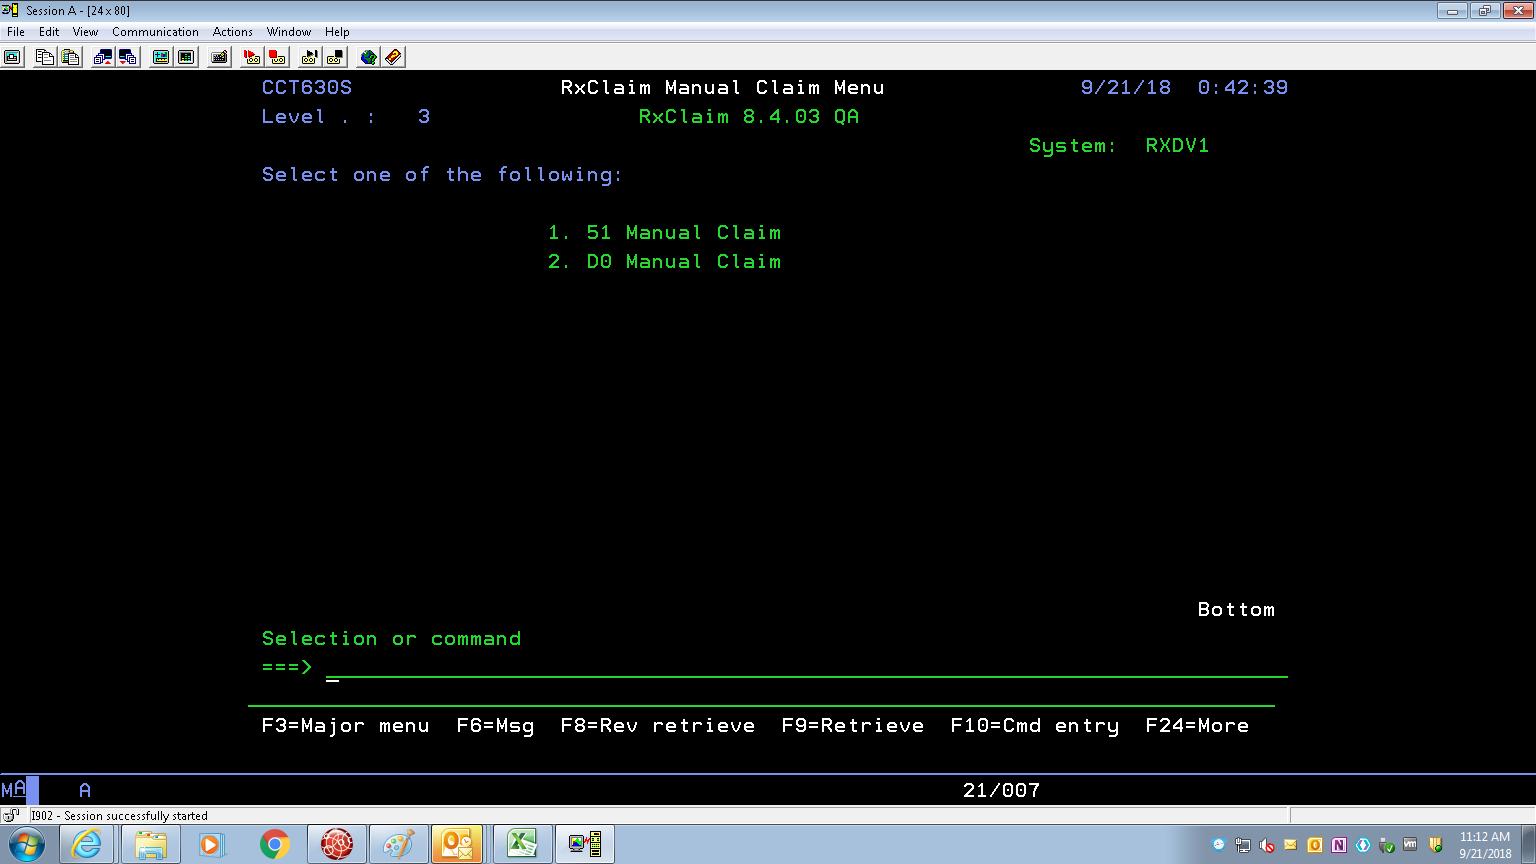 Session A - [24 x 80]
File Edit View Communication Actions Window Help
CCT630S RxClaim Manual Claim Menu 9/21/18 0:42:39
Level . : 3 RxClaim 8.4.03 QA
System: RXDV1
Select one of the following:
1. 51 Manual Claim
2. D0 Manual Claim
Bottom
Selection or command
===> _
F3=Major menu F6=Msg F8=Rev retrieve F9=Retrieve F10=Cmd entry F24=More
MA A 21/007
I902 - Session successfully started
11:12 AM
9/21/2018